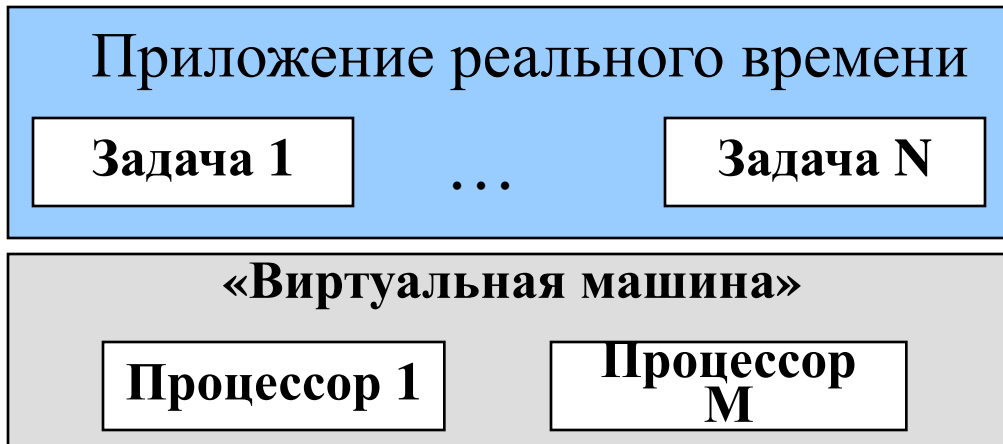 Приложение реального времени
Задача 1
...
Задача N
«Виртуальная машина»
Процессор 1
Процессор
М